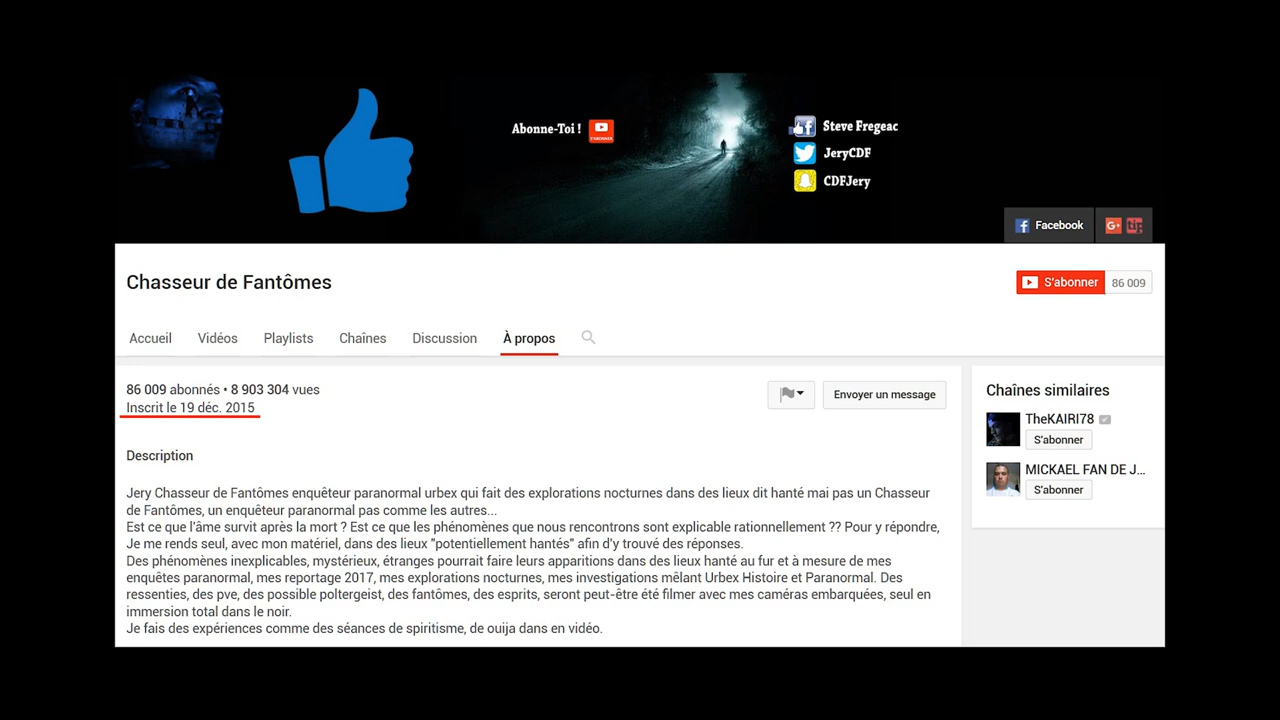 Abonne-Toi !
S'ABONNER
Steve Fregeac
JeryCDF
CDFJery
Facebook
G+ tip
Chasseur de Fantômes
S'abonner 86 009
Accueil Vidéos Playlists Chaînes Discussion À propos
86 009 abonnés • 8 903 304 vues
Inscrit le 19 déc. 2015
Envoyer un message
Description
Jery Chasseur de Fantômes enquêteur paranormal urbex qui fait des explorations nocturnes dans des lieux dit hanté mai pas un Chasseur
de Fantômes, un enquêteur paranormal pas comme les autres...
Est ce que l'âme survit après la mort ? Est ce que les phénomènes que nous rencontrons sont explicable rationnellement ?? Pour y répondre,
Je me rends seul, avec mon matériel, dans des lieux "potentiellement hantés" afin d'y trouvé des réponses.
Des phénomènes inexplicables, mystérieux, étranges pourrait faire leurs apparitions dans des lieux hanté au fur et à mesure de mes
enquêtes paranormal, mes reportage 2017, mes explorations nocturnes, mes investigations mêlant Urbex Histoire et Paranormal. Des
ressenties, des pve, des possible poltergeist, des fantômes, des esprits, seront peut-être été filmer avec mes caméras embarquées, seul en
immersion total dans le noir.
Je fais des expériences comme des séances de spiritisme, de ouija dans en vidéo.
Chaînes similaires
TheKAIRI78
S'abonner
MICKAEL FAN DE J...
S'abonner